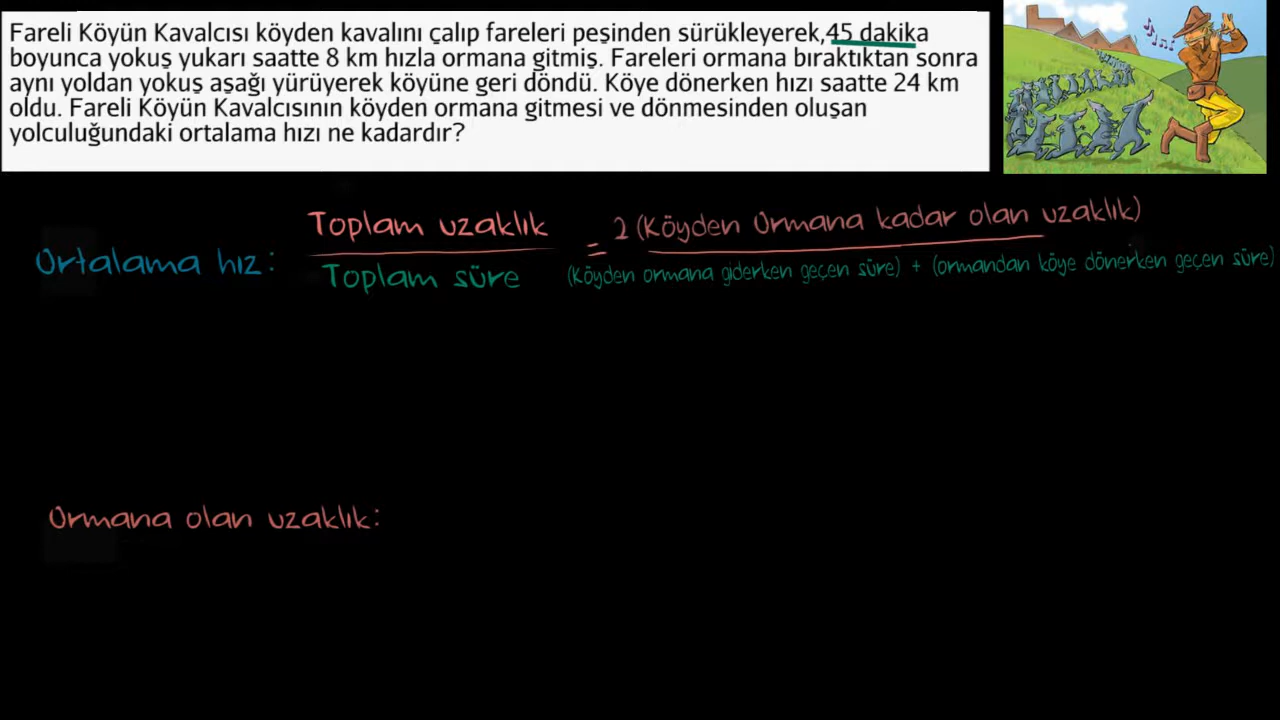 Fareli Köyün Kavalcısı köyden kavalını çalıp fareleri peşinden sürükleyerek,45 dakika
boyunca yokuş yukarı saatte 8 km hızla ormana gitmiş. Fareleri ormana bıraktıktan sonra
aynı yoldan yokuş aşağı yürüyerek köyüne geri döndü. Köye dönerken hızı saatte 24 km
oldu. Fareli Köyün Kavalcısının köyden ormana gitmesi ve dönmesinden oluşan
yolculuğundaki ortalama hızı ne kadardır?
Ortalama hız: Toplam uzaklık / Toplam süre = 2 (Köyden Ormana kadar olan uzaklık) / (Köyden ormana giderken geçen süre) + (ormandan köye dönerken geçen süre)
Ormana olan uzaklık: